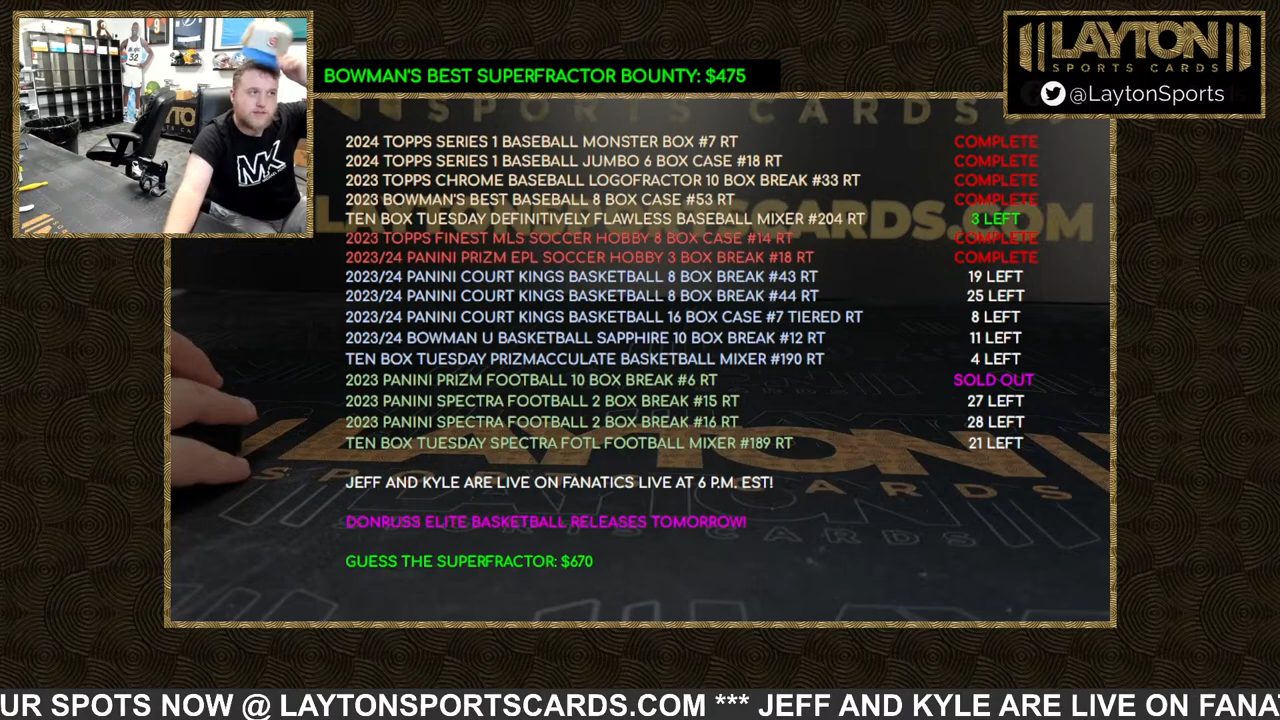 BOWMAN'S BEST SUPERFRACTOR BOUNTY: $475
LAYTON
SPORTS CARDS
@LaytonSports
32
9
MK
SPORTS CARDS
2024 TOPPS SERIES 1 BASEBALL MONSTER BOX #7 RT COMPLETE
2024 TOPPS SERIES 1 BASEBALL JUMBO 6 BOX CASE #18 RT COMPLETE
2023 TOPPS CHROME BASEBALL LOGOFRACTOR 10 BOX BREAK #33 RT COMPLETE
2023 BOWMAN'S BEST BASEBALL 8 BOX CASE #53 RT COMPLETE
TEN BOX TUESDAY DEFINITIVELY FLAWLESS BASEBALL MIXER #204 RT 3 LEFT
2023 TOPPS FINEST MLS SOCCER HOBBY 8 BOX CASE #14 RT COMPLETE
2023/24 PANINI PRIZM EPL SOCCER HOBBY 3 BOX BREAK #18 RT COMPLETE
2023/24 PANINI COURT KINGS BASKETBALL 8 BOX BREAK #43 RT 19 LEFT
2023/24 PANINI COURT KINGS BASKETBALL 8 BOX BREAK #44 RT 25 LEFT
2023/24 PANINI COURT KINGS BASKETBALL 16 BOX CASE #7 TIERED RT 8 LEFT
2023/24 BOWMAN U BASKETBALL SAPPHIRE 10 BOX BREAK #12 RT 11 LEFT
TEN BOX TUESDAY PRIZMACCULATE BASKETBALL MIXER #190 RT 4 LEFT
2023 PANINI PRIZM FOOTBALL 10 BOX BREAK #6 RT SOLD OUT
2023 PANINI SPECTRA FOOTBALL 2 BOX BREAK #15 RT 27 LEFT
2023 PANINI SPECTRA FOOTBALL 2 BOX BREAK #16 RT 28 LEFT
TEN BOX TUESDAY SPECTRA FOTL FOOTBALL MIXER #189 RT 21 LEFT
LAYTON
SPORTS CARDS
JEFF AND KYLE ARE LIVE ON FANATICS LIVE AT 6 P.M. EST!
DONRUSS ELITE BASKETBALL RELEASES TOMORROW!
GUESS THE SUPERFRACTOR: $670
UR SPOTS NOW @ LAYTONSPORTSCARDS.COM *** JEFF AND KYLE ARE LIVE ON FANA